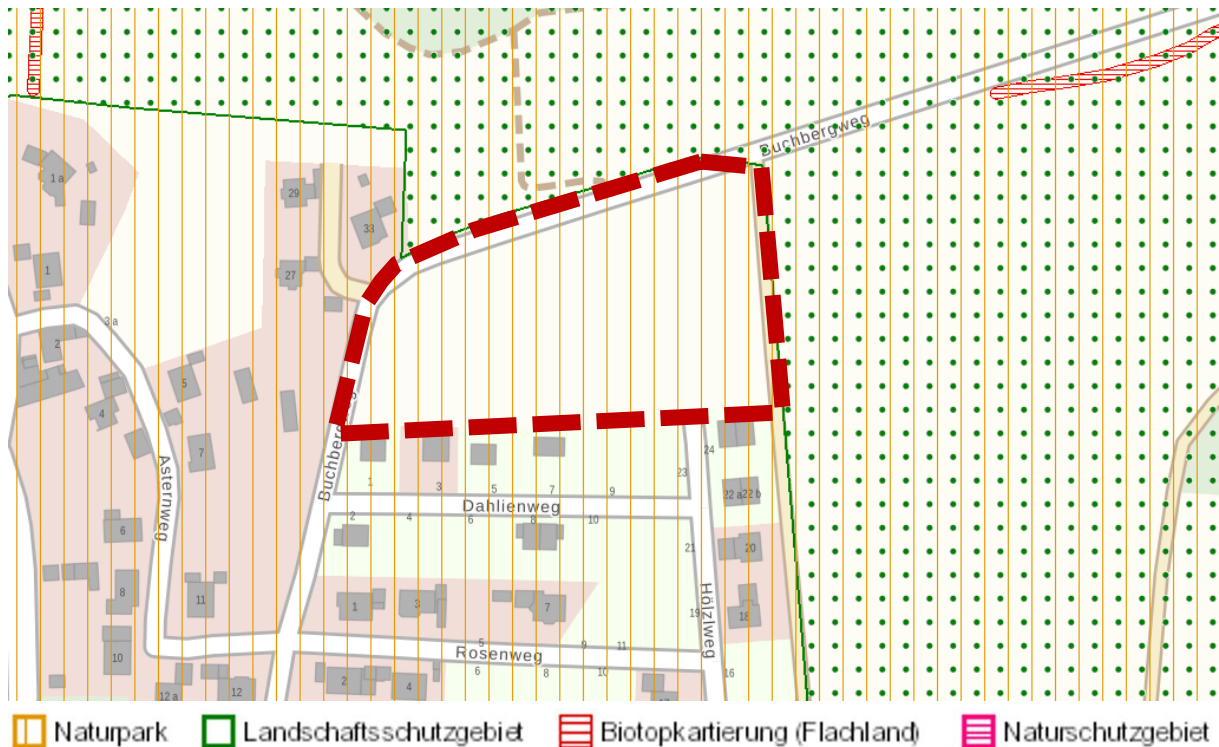 Buchbergweg
1 a
29
33
1
27
3 a
2
5
4
7
Buchbergweg
24
1
3
5
7
9
23
22 a
22 b
Asternweg
Dahlienweg
2
4
6
8
10
6
21
20
8
11
1
3
7
19
18
Hölzlweg
5
9
11
10
Rosenweg
6
8
10
16
2
4
12 a
12
Naturpark
Landschaftsschutzgebiet
Biotopkartierung (Flachland)
Naturschutzgebiet